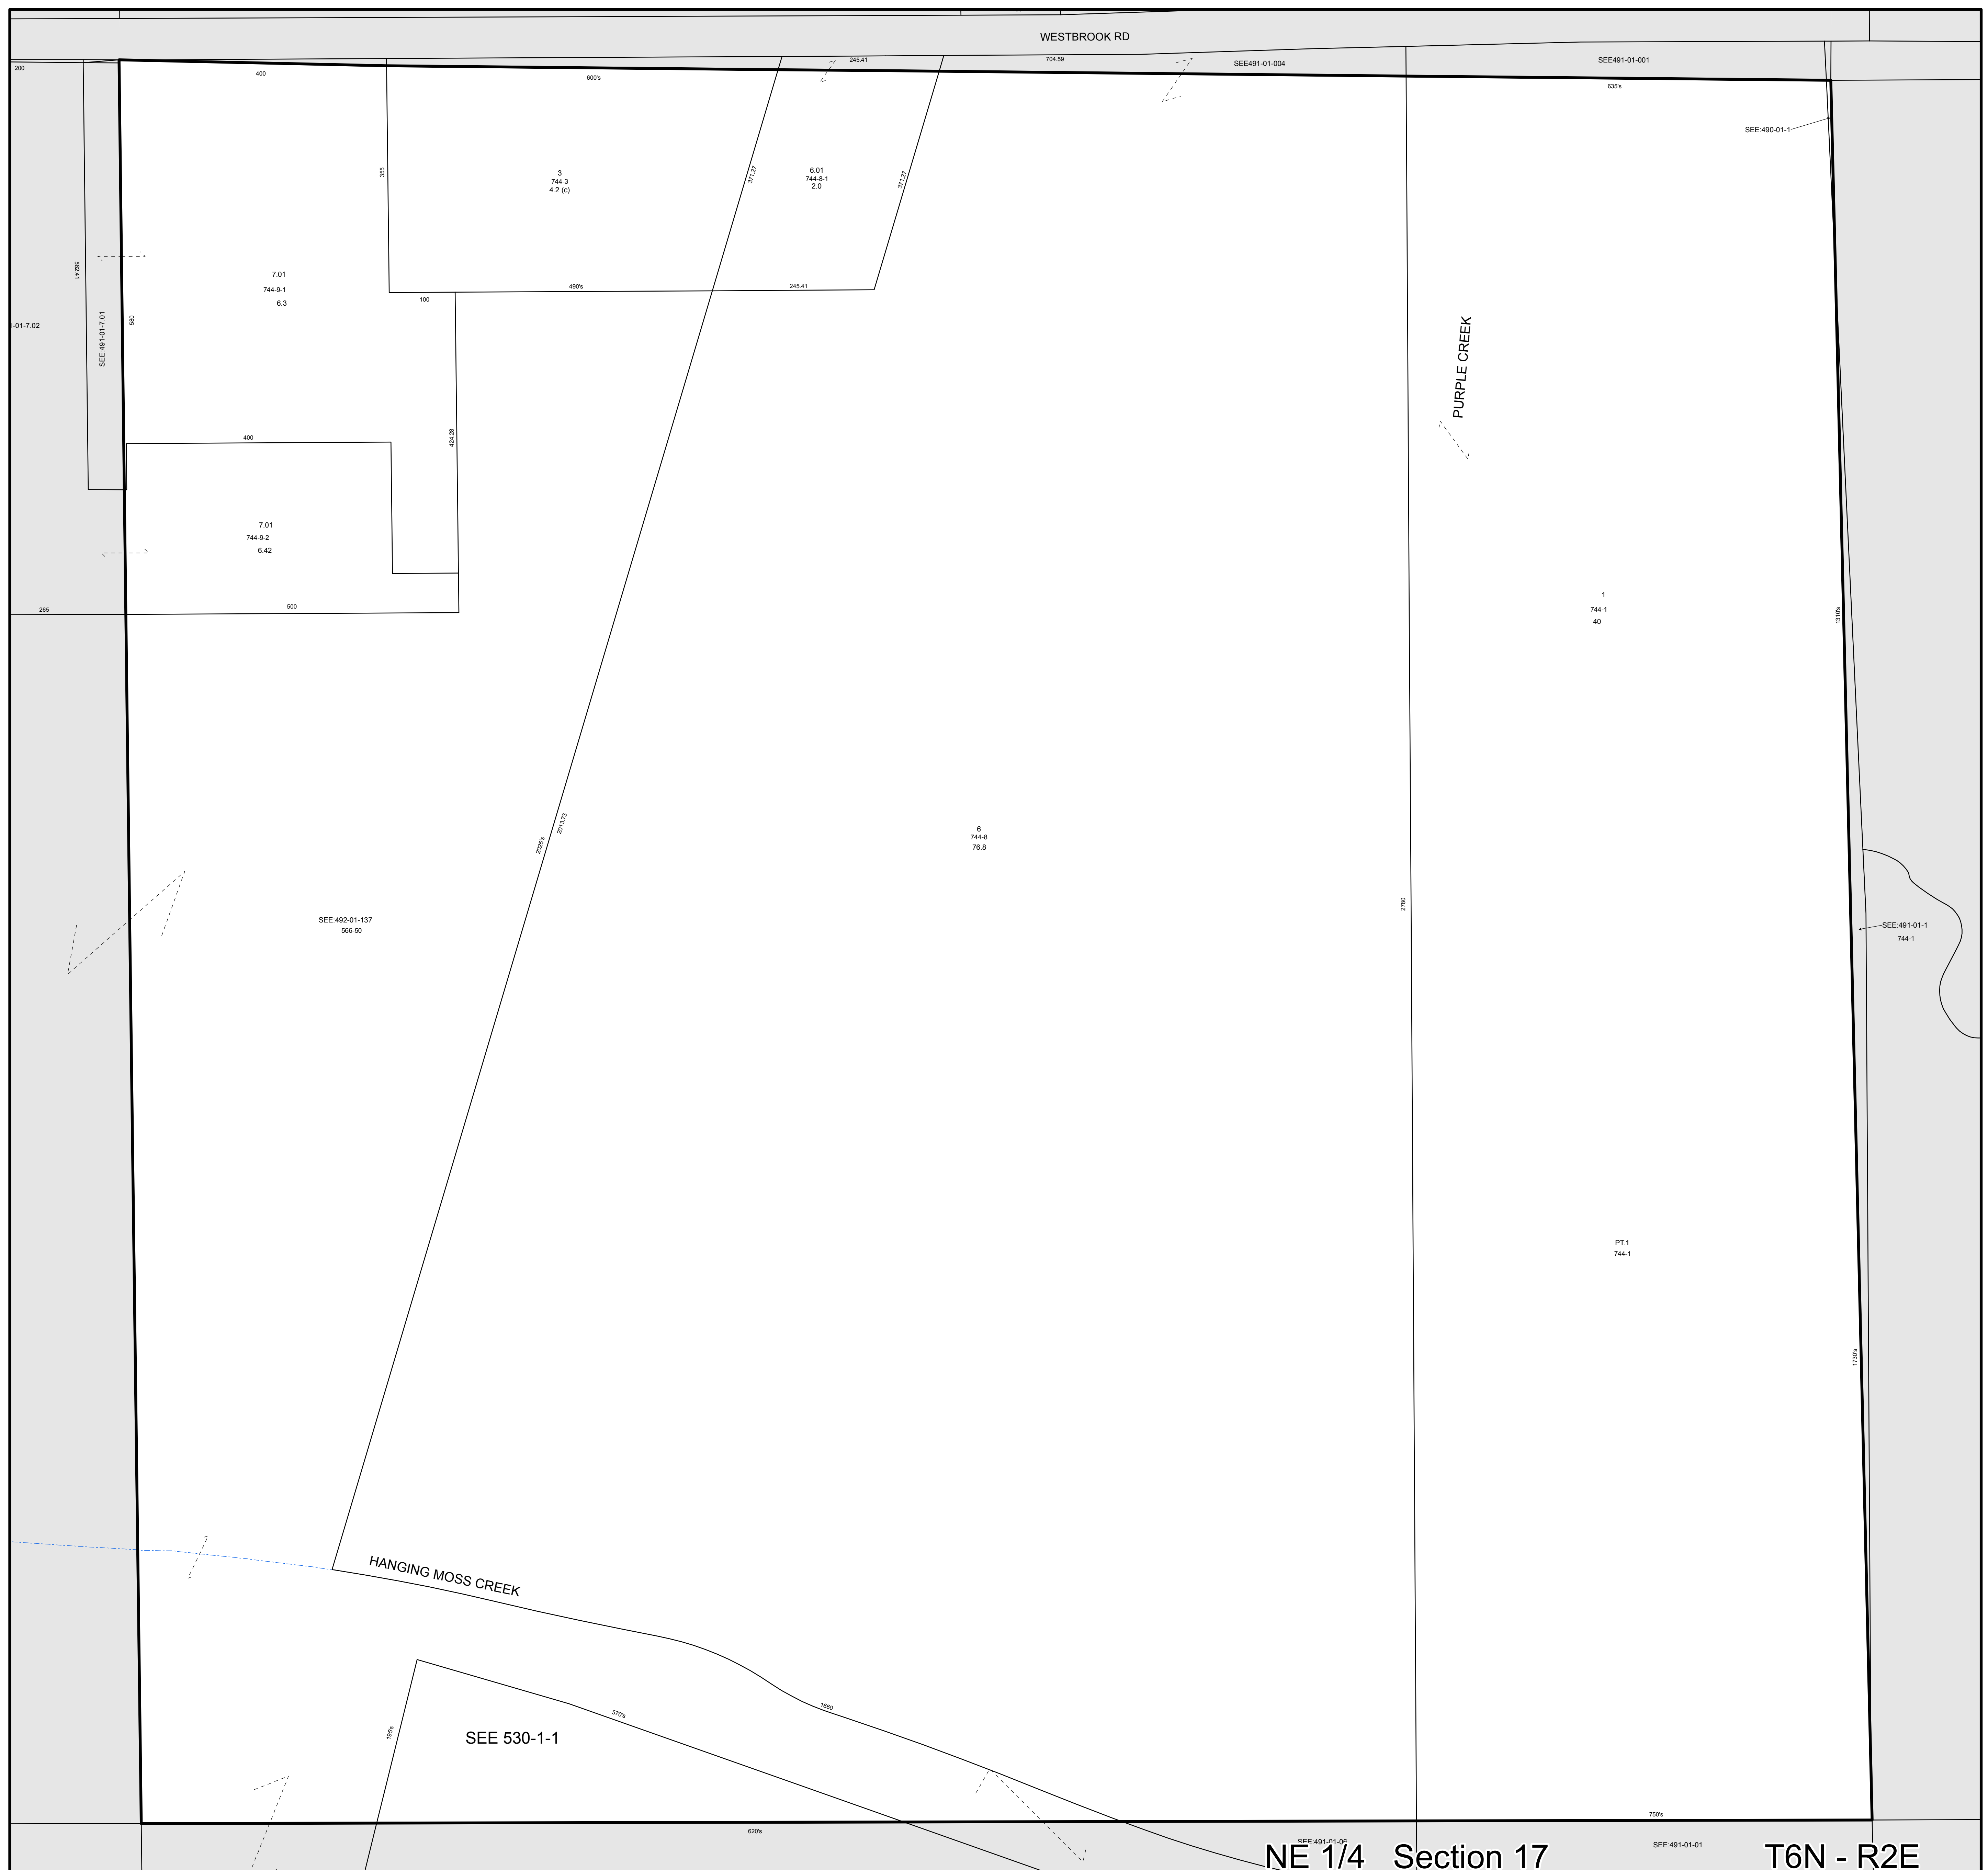 WESTBROOK RD
200
400
600's
245.41
704.59
SEE491-01-004
SEE491-01-001
635's
SEE:490-01-1
355
3
744-3
4.2 (c)
371.27
6.01
744-8-1
2.0
371.27
582.41
7.01
744-9-1
6.3
100
490's
245.41
SEE:491-01-7.01
580
-01-7.02
PURPLE CREEK
400
424.28
7.01
744-9-2
6.42
265
500
1
744-1
40
1310's
2025's
2013.73
6
744-8
76.8
2780
SEE:492-01-137
566-50
SEE:491-01-1
744-1
PT.1
744-1
1730's
HANGING MOSS CREEK
195's
570's
1660
SEE 530-1-1
620's
750's
SEE:491-01-06
SEE:491-01-01
NE 1/4 Section 17
T6N - R2E